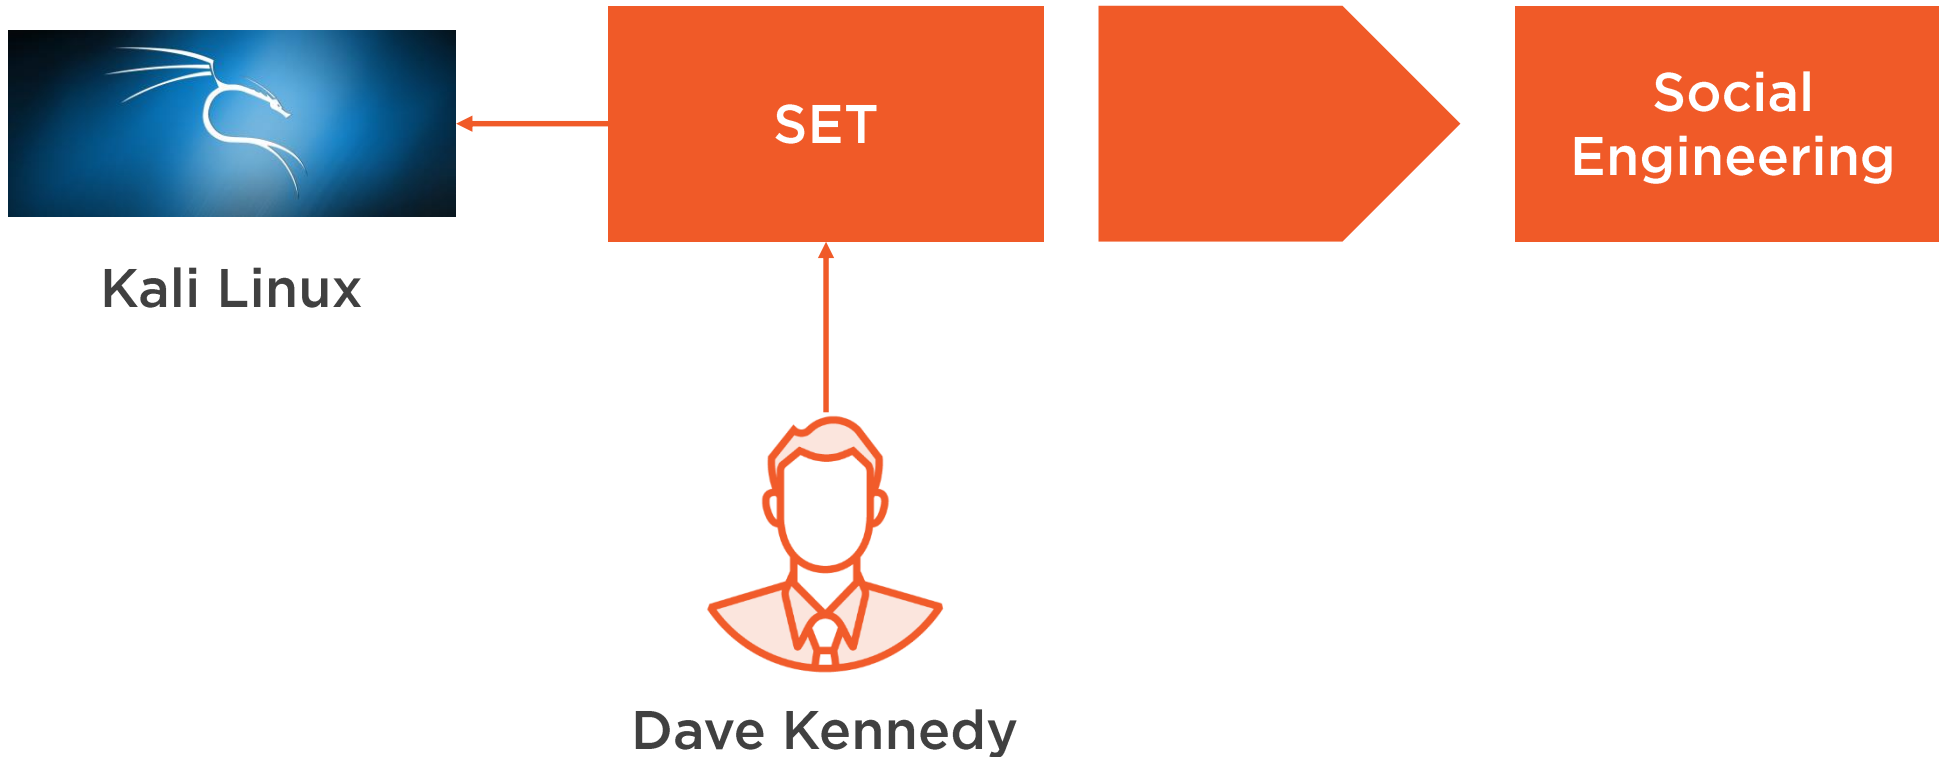 SET
Social
Engineering
Kali Linux
Dave Kennedy